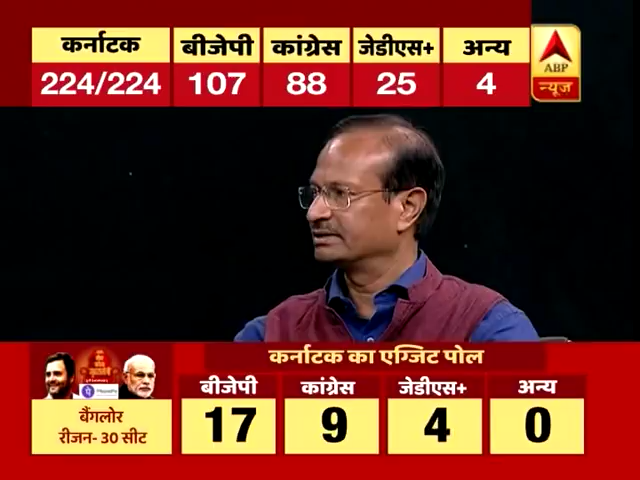 कर्नाटक बीजेपी कांग्रेस जेडीएस+ अन्य
224/224 107 88 25 4
ABP
न्यूज़
कर्नाटक का एग्जिट पोल
बीजेपी कांग्रेस जेडीएस+ अन्य
बैंगलोर
रीजन- 30 सीट
17 9 4 0